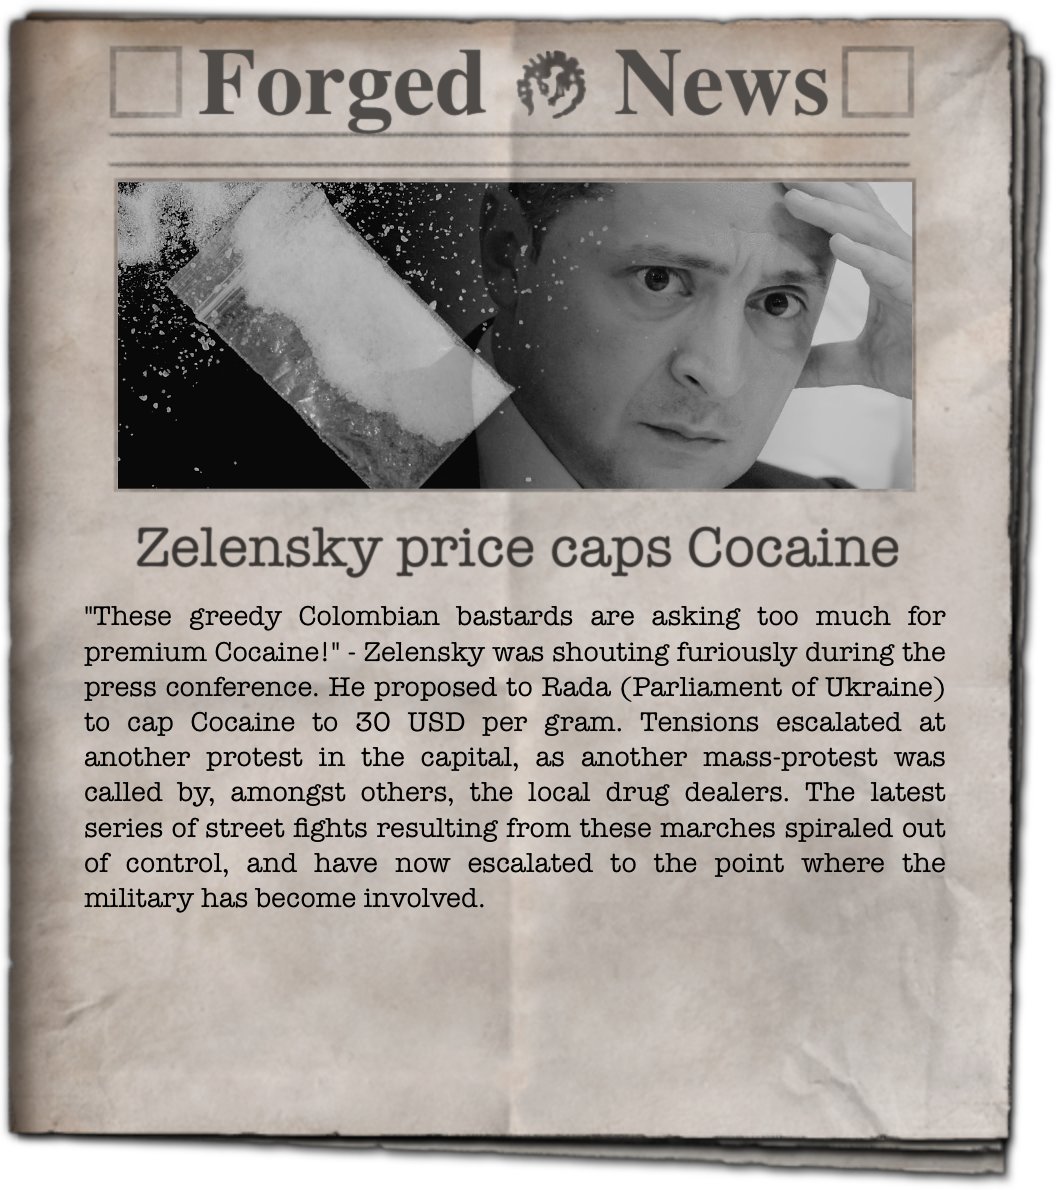 Forged News
Zelensky price caps Cocaine
"These greedy Colombian bastards are asking too much for
premium Cocaine!" - Zelensky was shouting furiously during the
press conference. He proposed to Rada (Parliament of Ukraine)
to cap Cocaine to 30 USD per gram. Tensions escalated at
another protest in the capital, as another mass-protest was
called by, amongst others, the local drug dealers. The latest
series of street fights resulting from these marches spiraled out
of control, and have now escalated to the point where the
military has become involved.